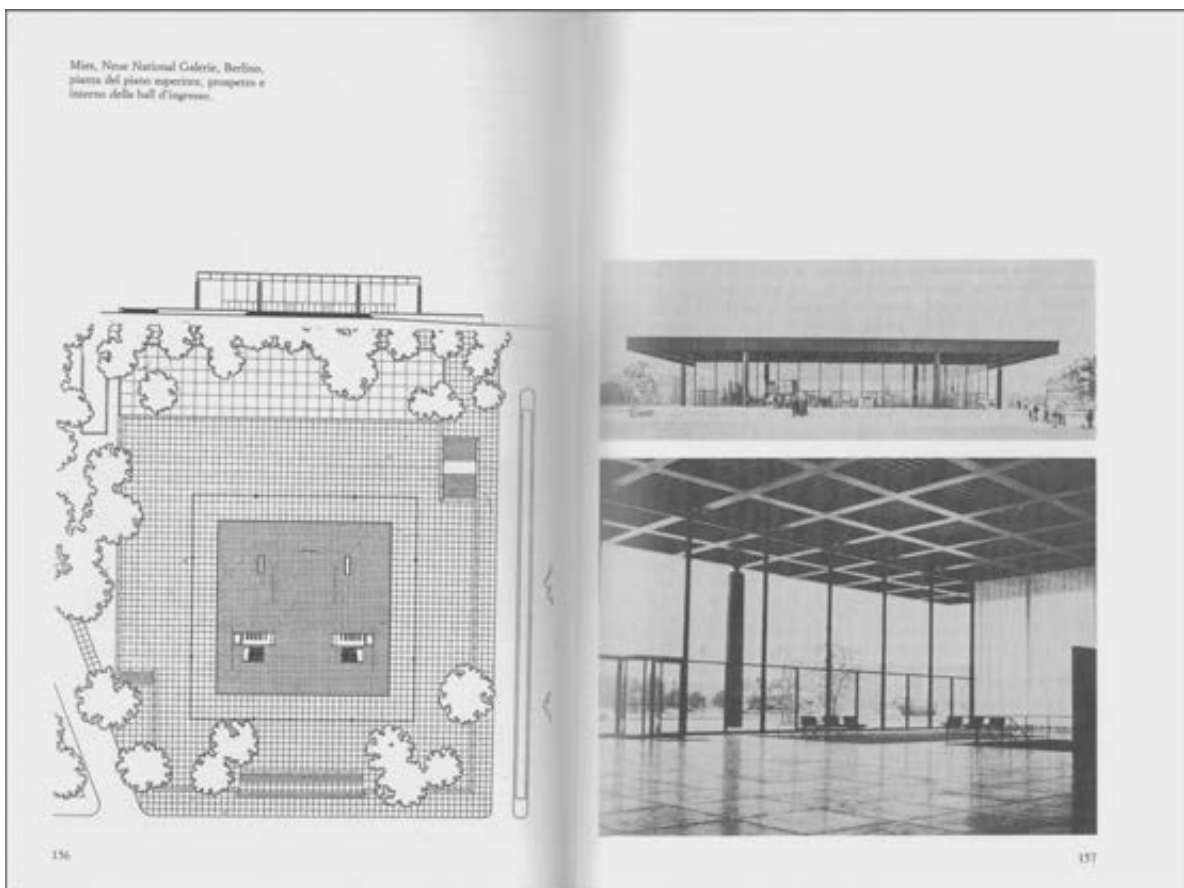 Mies, Neue National Galerie, Berlino,
pianta del piano superiore, prospetto e
interno della hall d'ingresso.
156
157